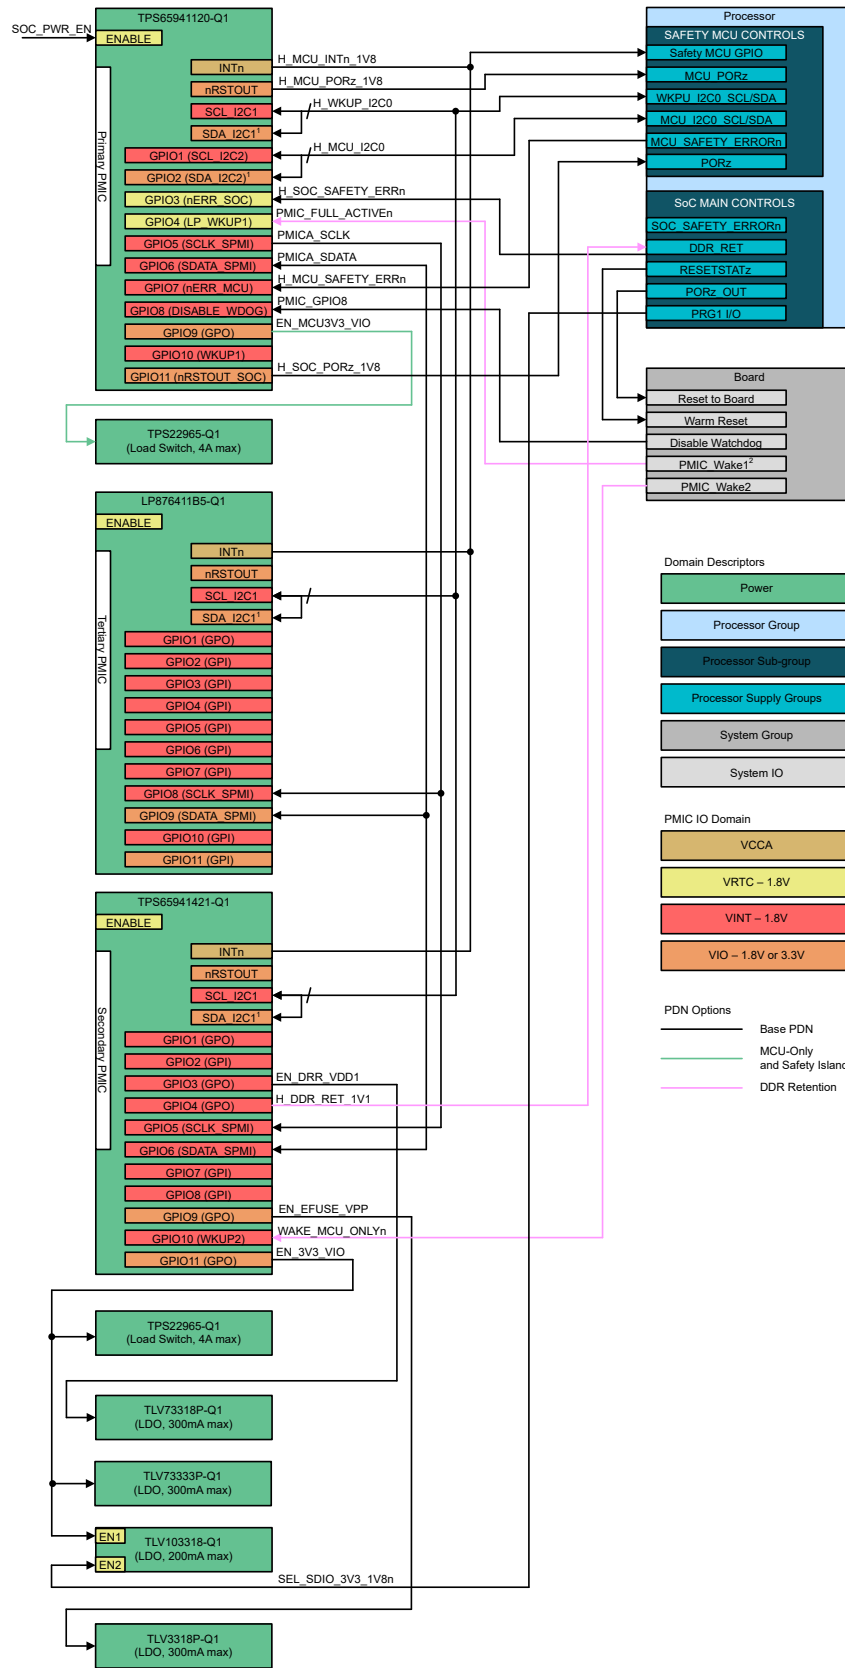 TPS65941120-Q1
SOC_PWR_EN
ENABLE
Primary PMIC
INTn
H_MCU_INTn_1V8
nRSTOUT
H_MCU_PORz_1V8
SCL_I2C1
H_WKUP_I2C0
SDA_I2C1¹
GPIO1 (SCL_I2C2)
H_MCU_I2C0
GPIO2 (SDA_I2C2)¹
GPIO3 (nERR_SOC)
H_SOC_SAFETY_ERRn
GPIO4 (LP_WKUP1)
PMIC_FULL_ACTIVEn
GPIO5 (SCLK_SPMI)
PMICA_SCLK
GPIO6 (SDATA_SPMI)
PMICA_SDATA
GPIO7 (nERR_MCU)
H_MCU_SAFETY_ERRn
GPIO8 (DISABLE_WDOG)
PMIC_GPIO8
GPIO9 (GPO)
EN_MCU3V3_VIO
GPIO10 (WKUP1)
GPIO11 (nRSTOUT_SOC)
H_SOC_PORz_1V8
TPS22965-Q1
(Load Switch, 4A max)
LP876411B5-Q1
ENABLE
Tertiary PMIC
INTn
nRSTOUT
SCL_I2C1
SDA_I2C1¹
GPIO1 (GPO)
GPIO2 (GPI)
GPIO3 (GPI)
GPIO4 (GPI)
GPIO5 (GPI)
GPIO6 (GPI)
GPIO7 (GPI)
GPIO8 (SCLK_SPMI)
GPIO9 (SDATA_SPMI)
GPIO10 (GPI)
GPIO11 (GPI)
TPS65941421-Q1
ENABLE
Secondary PMIC
INTn
nRSTOUT
SCL_I2C1
SDA_I2C1¹
GPIO1 (GPO)
GPIO2 (GPI)
GPIO3 (GPO)
EN_DRR_VDD1
GPIO4 (GPO)
H_DDR_RET_1V1
GPIO5 (SCLK_SPMI)
GPIO6 (SDATA_SPMI)
GPIO7 (GPI)
GPIO8 (GPI)
GPIO9 (GPO)
EN_EFUSE_VPP
GPIO10 (WKUP2)
WAKE_MCU_ONLYn
GPIO11 (GPO)
EN_3V3_VIO
TPS22965-Q1
(Load Switch, 4A max)
TLV73318P-Q1
(LDO, 300mA max)
TLV73333P-Q1
(LDO, 300mA max)
EN1
TLV103318-Q1
(LDO, 200mA max)
EN2
SEL_SDIO_3V3_1V8n
TLV3318P-Q1
(LDO, 300mA max)
Processor
SAFETY MCU CONTROLS
Safety MCU GPIO
MCU_PORz
WKPU_I2C0_SCL/SDA
MCU_I2C0_SCL/SDA
MCU_SAFETY_ERRORn
PORz
SoC MAIN CONTROLS
SOC_SAFETY_ERRORn
DDR_RET
RESETSTATz
PORz_OUT
PRG1 I/O
Board
Reset to Board
Warm Reset
Disable Watchdog
PMIC_Wake1²
PMIC_Wake2
Domain Descriptors
Power
Processor Group
Processor Sub-group
Processor Supply Groups
System Group
System IO
PMIC IO Domain
VCCA
VRTC – 1.8V
VINT – 1.8V
VIO – 1.8V or 3.3V
PDN Options
Base PDN
MCU-Only
and Safety Island
DDR Retention